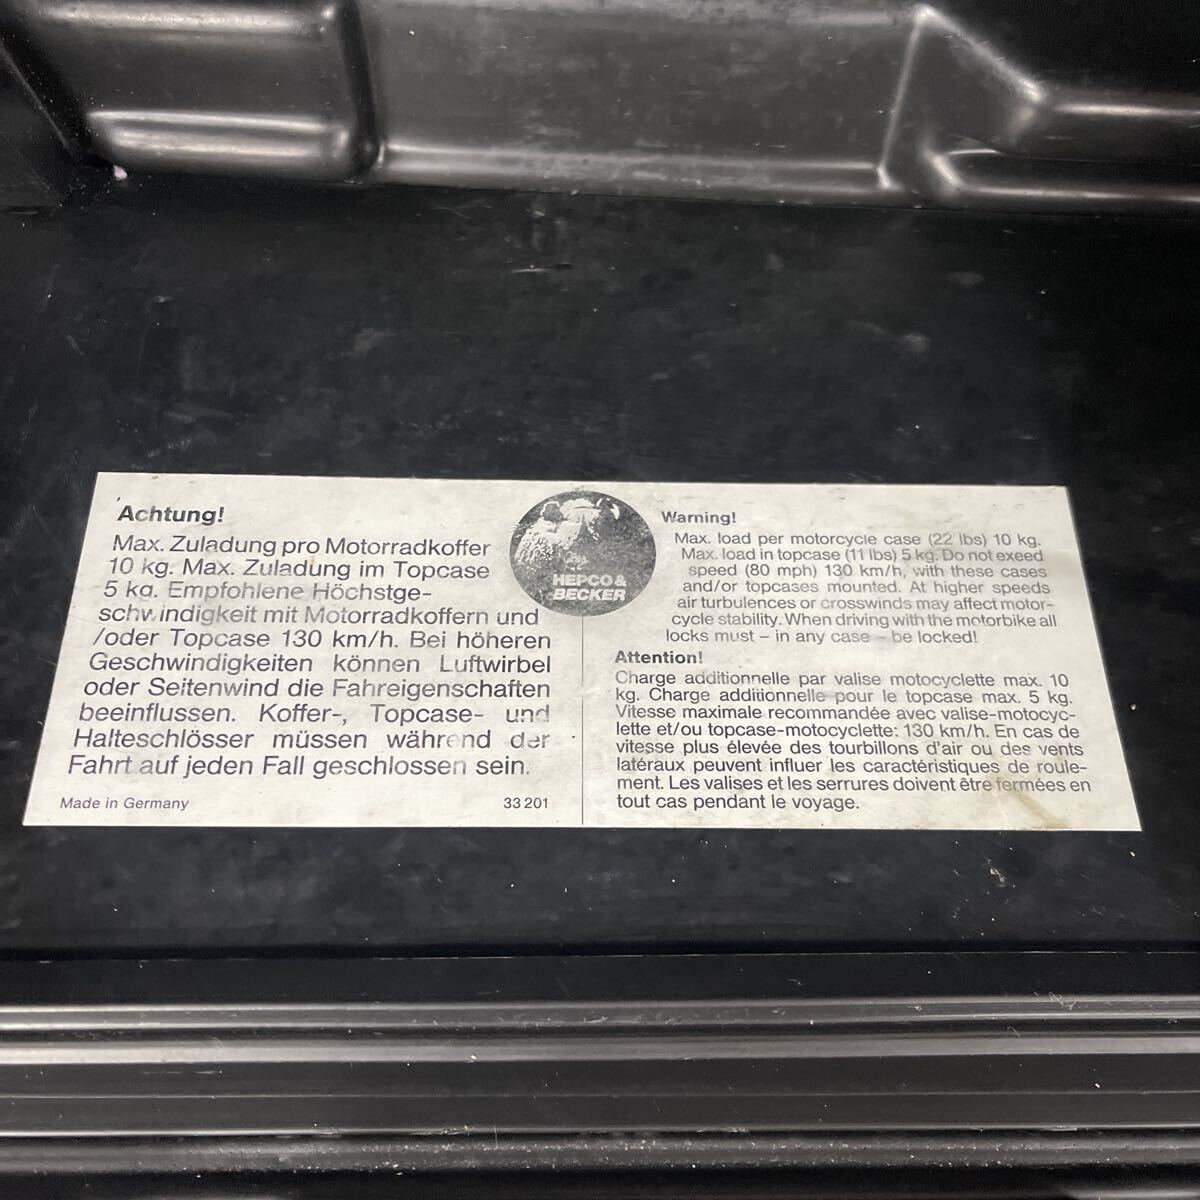 Achtung!
Max. Zuladung pro Motorradkoffer
10 kg. Max. Zuladung im Topcase
5 kg. Empfohlene Höchstge-
schwindigkeit mit Motorradkoffern und
/oder Topcase 130 km/h. Bei höheren
Geschwindigkeiten können Luftwirbel
oder Seitenwind die Fahreigenschaften
beeinflussen. Koffer-, Topcase- und
Halteschlösser müssen während der
Fahrt auf jeden Fall geschlossen sein.
Made in Germany 33 201
HEPCO &
BECKER
Warning!
Max. load per motorcycle case (22 lbs) 10 kg.
Max. load in topcase (11 lbs) 5 kg. Do not exeed
speed (80 mph) 130 km/h, with these cases
and/or topcases mounted. At higher speeds
air turbulences or crosswinds may affect motor-
cycle stability. When driving with the motorbike all
locks must – in any case – be locked!
Attention!
Charge additionnelle par valise motocyclette max. 10
kg. Charge additionnelle pour le topcase max. 5 kg.
Vitesse maximale recommandée avec valise-motocyc-
lette et/ou topcase-motocyclette: 130 km/h. En cas de
vitesse plus élevée des tourbillons d'air ou des vents
latéraux peuvent influer les caractéristiques de roule-
ment. Les valises et les serrures doivent être fermées en
tout cas pendant le voyage.